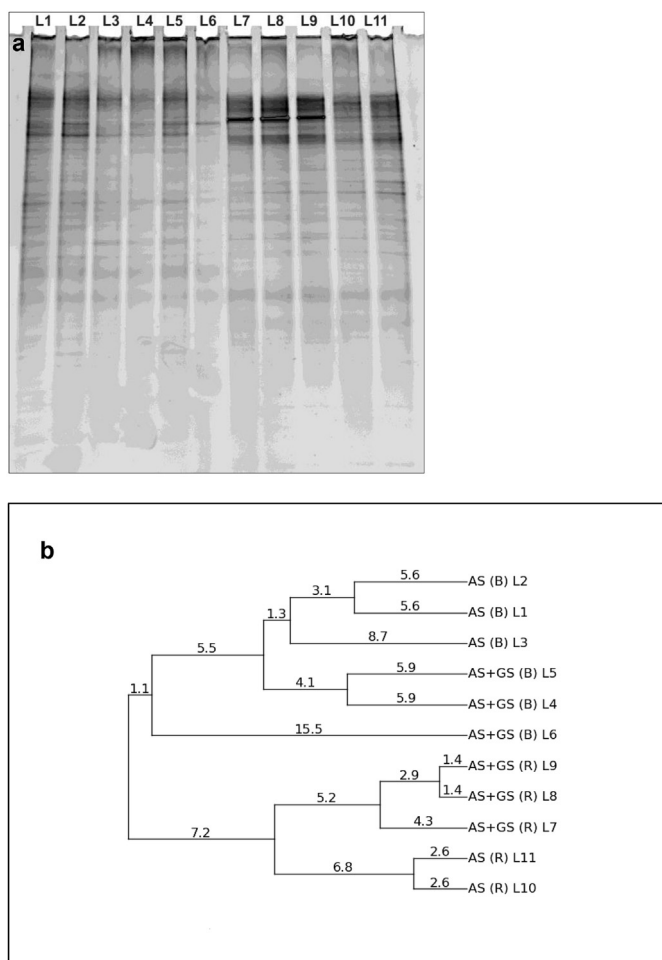 L1 L2 L3 L4 L5 L6 L7 L8 L9 L10 L11
a
b
5.6 AS (B) L2
3.1
1.3 5.6 AS (B) L1
8.7 AS (B) L3
5.5
5.9 AS+GS (B) L5
4.1
1.1 5.9 AS+GS (B) L4
15.5 AS+GS (B) L6
1.4 AS+GS (R) L9
2.9
5.2 1.4 AS+GS (R) L8
4.3 AS+GS (R) L7
7.2
2.6 AS (R) L11
6.8
2.6 AS (R) L10